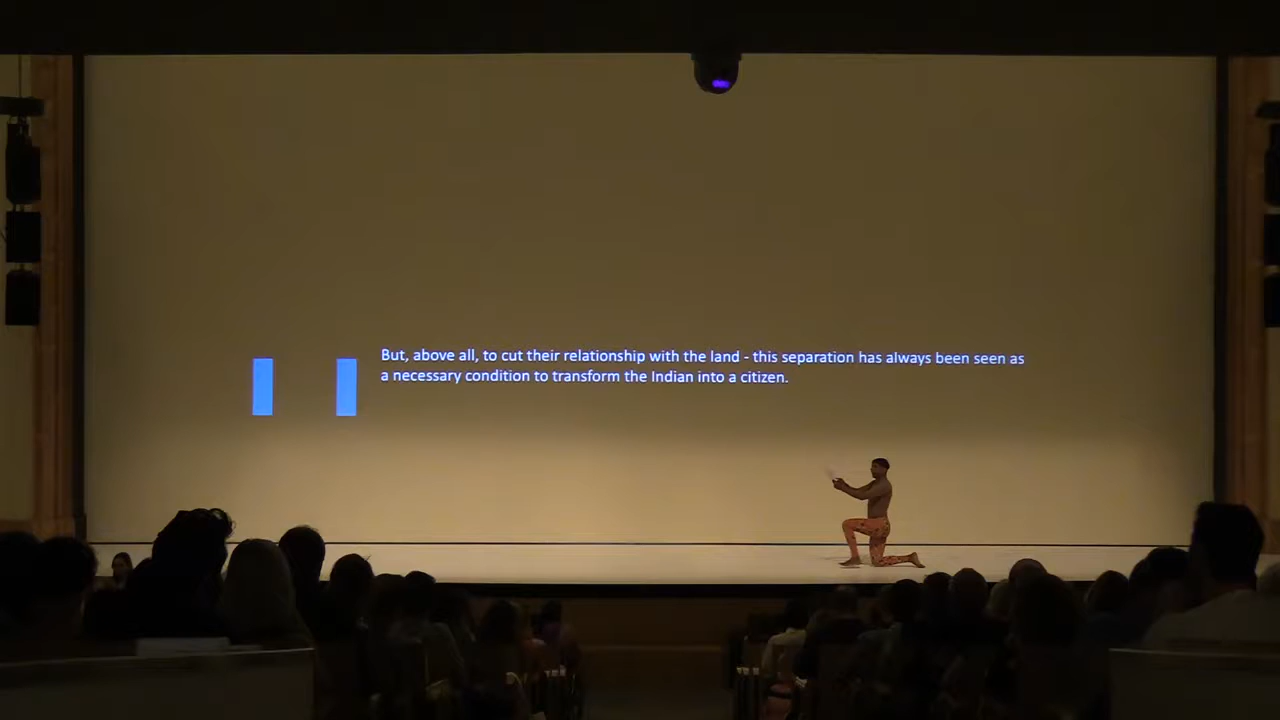 But, above all, to cut their relationship with the land - this separation has always been seen as
a necessary condition to transform the Indian into a citizen.